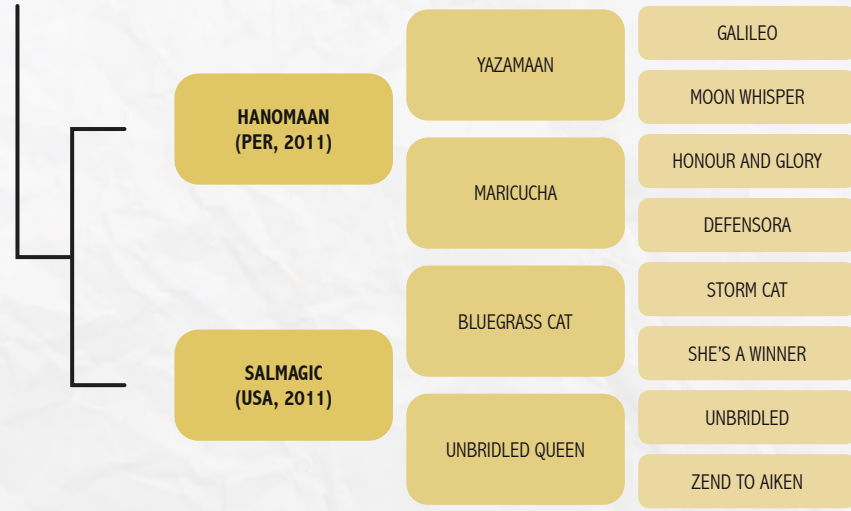 HANOMAAN
(PER, 2011)
YAZAMAAN
GALILEO
MOON WHISPER
MARICUCHA
HONOUR AND GLORY
DEFENSORA
SALMAGIC
(USA, 2011)
BLUEGRASS CAT
STORM CAT
SHE'S A WINNER
UNBRIDLED QUEEN
UNBRIDLED
ZEND TO AIKEN